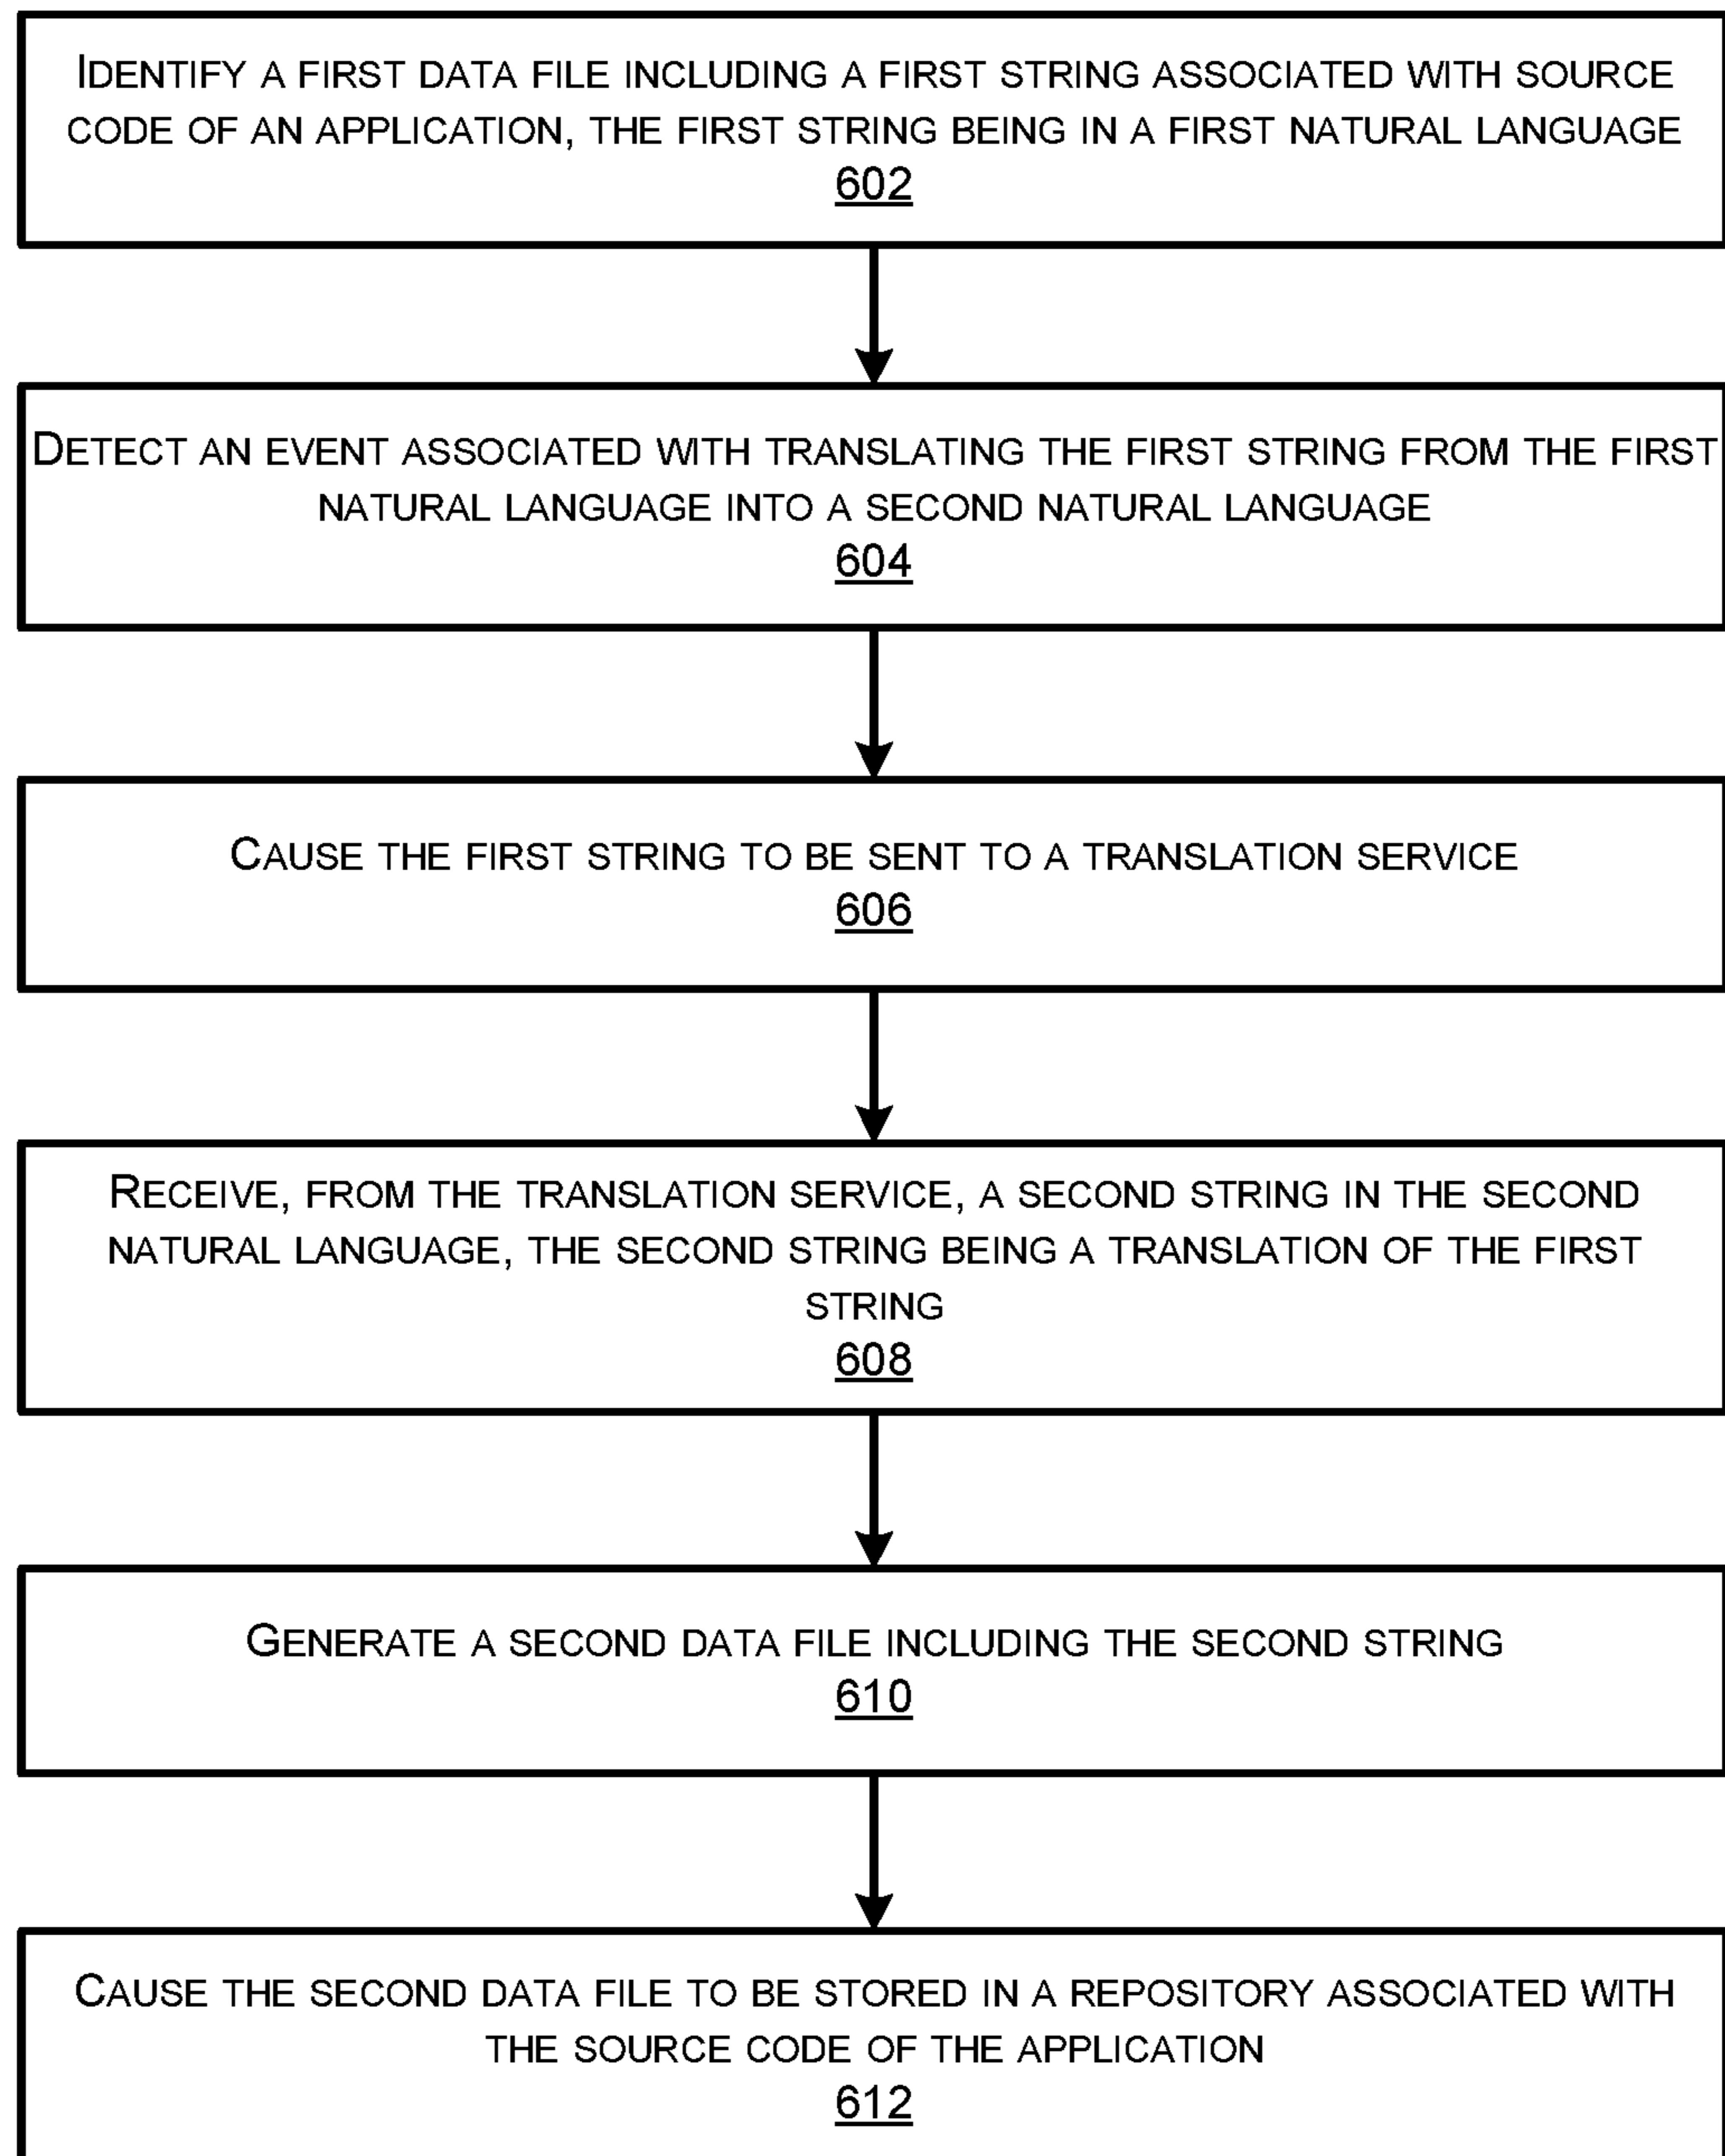 IDENTIFY A FIRST DATA FILE INCLUDING A FIRST STRING ASSOCIATED WITH SOURCE
CODE OF AN APPLICATION, THE FIRST STRING BEING IN A FIRST NATURAL LANGUAGE
602
DETECT AN EVENT ASSOCIATED WITH TRANSLATING THE FIRST STRING FROM THE FIRST
NATURAL LANGUAGE INTO A SECOND NATURAL LANGUAGE
604
CAUSE THE FIRST STRING TO BE SENT TO A TRANSLATION SERVICE
606
RECEIVE, FROM THE TRANSLATION SERVICE, A SECOND STRING IN THE SECOND
NATURAL LANGUAGE, THE SECOND STRING BEING A TRANSLATION OF THE FIRST
STRING
608
GENERATE A SECOND DATA FILE INCLUDING THE SECOND STRING
610
CAUSE THE SECOND DATA FILE TO BE STORED IN A REPOSITORY ASSOCIATED WITH
THE SOURCE CODE OF THE APPLICATION
612